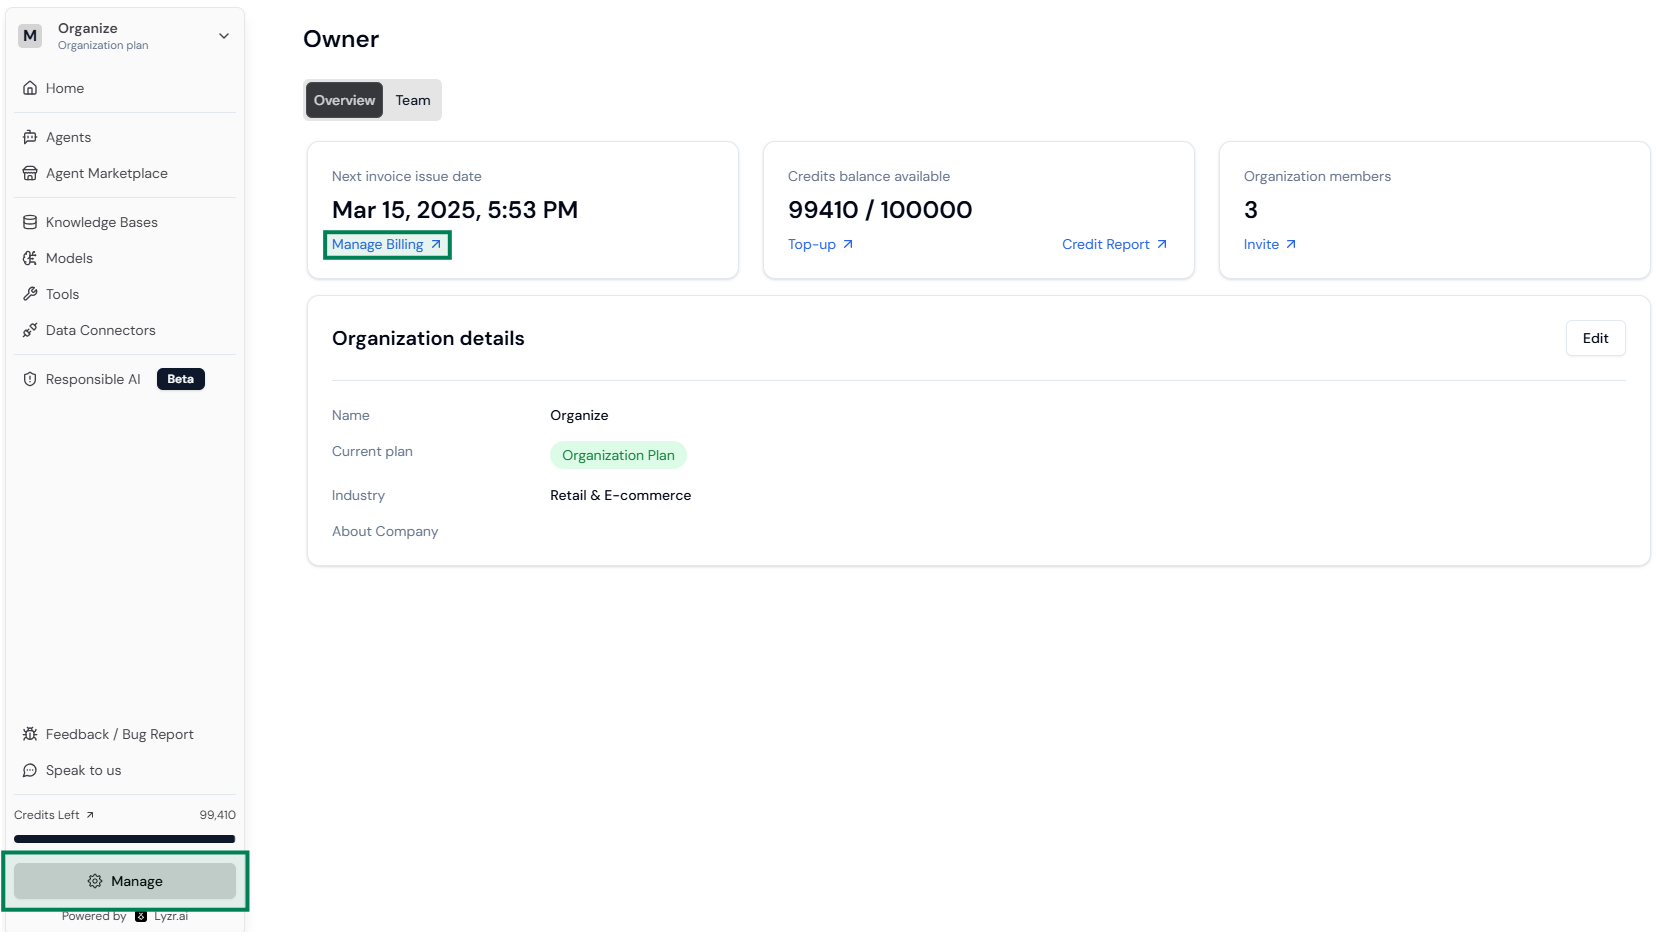 M
Organize
Organization plan
Home
Agents
Agent Marketplace
Knowledge Bases
Models
Tools
Data Connectors
Responsible AI Beta
Feedback / Bug Report
Speak to us
Credits Left 99,410
Manage
Powered by Lyzr.ai
Owner
Overview Team
Next invoice issue date
Mar 15, 2025, 5:53 PM
Manage Billing
Credits balance available
99410 / 100000
Top-up Credit Report
Organization members
3
Invite
Organization details Edit
Name Organize
Current plan Organization Plan
Industry Retail & E-commerce
About Company